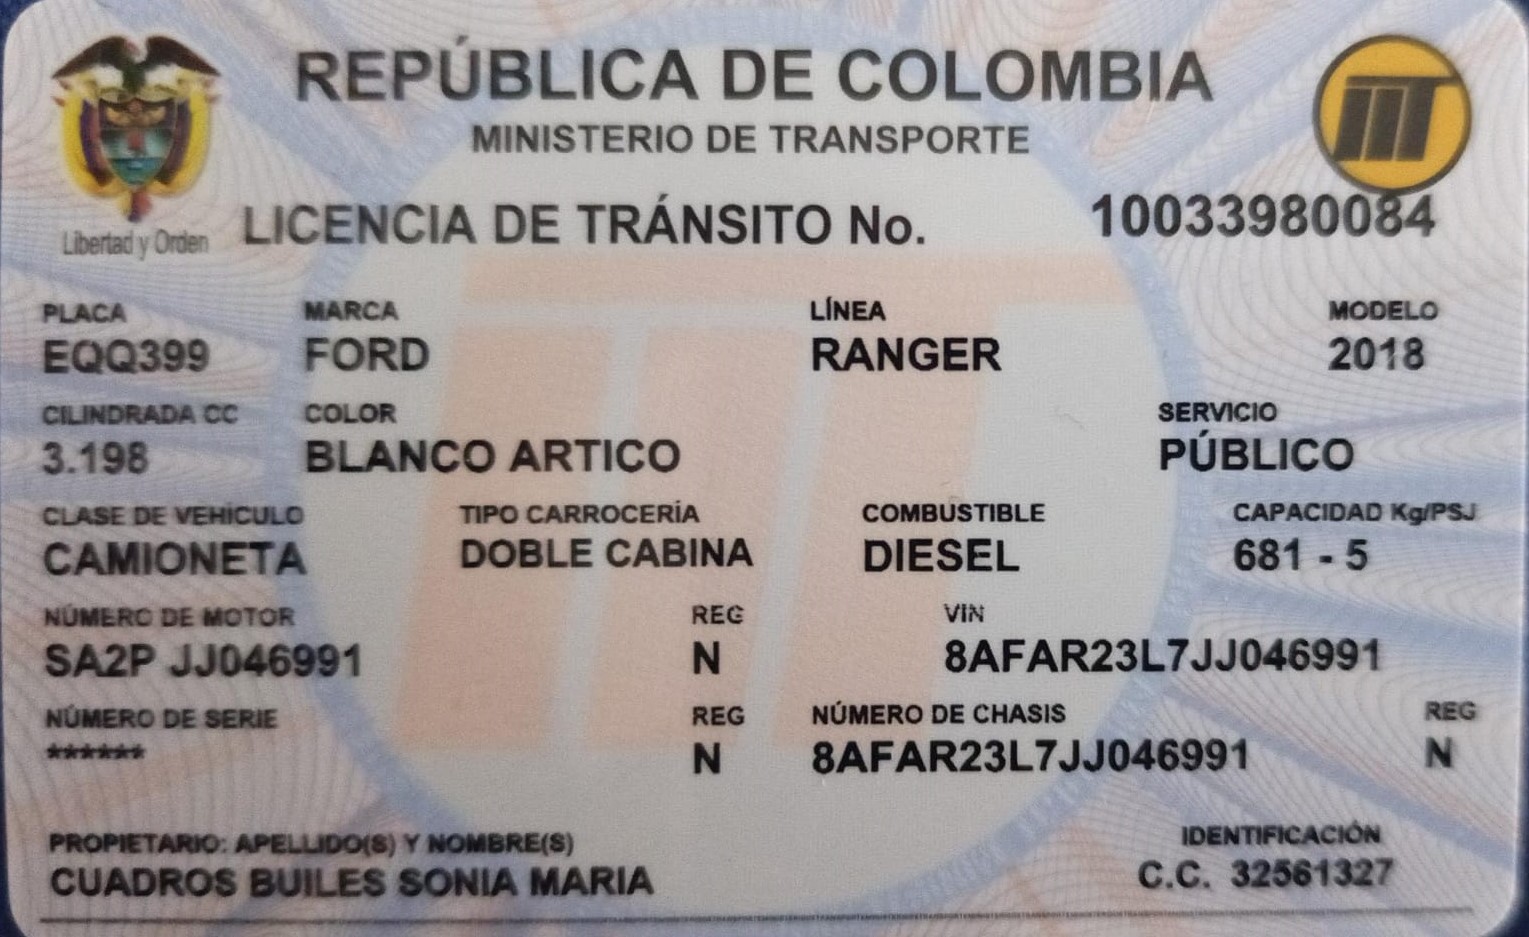 REPÚBLICA DE COLOMBIA
MINISTERIO DE TRANSPORTE
Libertad y Orden
LICENCIA DE TRÁNSITO No. 10033980084
PLACA MARCA LÍNEA MODELO
EQQ399 FORD RANGER 2018
CILINDRADA CC COLOR SERVICIO
3.198 BLANCO ARTICO PÚBLICO
CLASE DE VEHÍCULO TIPO CARROCERÍA COMBUSTIBLE CAPACIDAD Kg/PSJ
CAMIONETA DOBLE CABINA DIESEL 681 - 5
NÚMERO DE MOTOR REG VIN
SA2P JJ046991 N 8AFAR23L7JJ046991
NÚMERO DE SERIE REG NÚMERO DE CHASIS REG
****** N 8AFAR23L7JJ046991 N
PROPIETARIO: APELLIDO(S) Y NOMBRE(S) IDENTIFICACIÓN
CUADROS BUILES SONIA MARIA C.C. 32561327